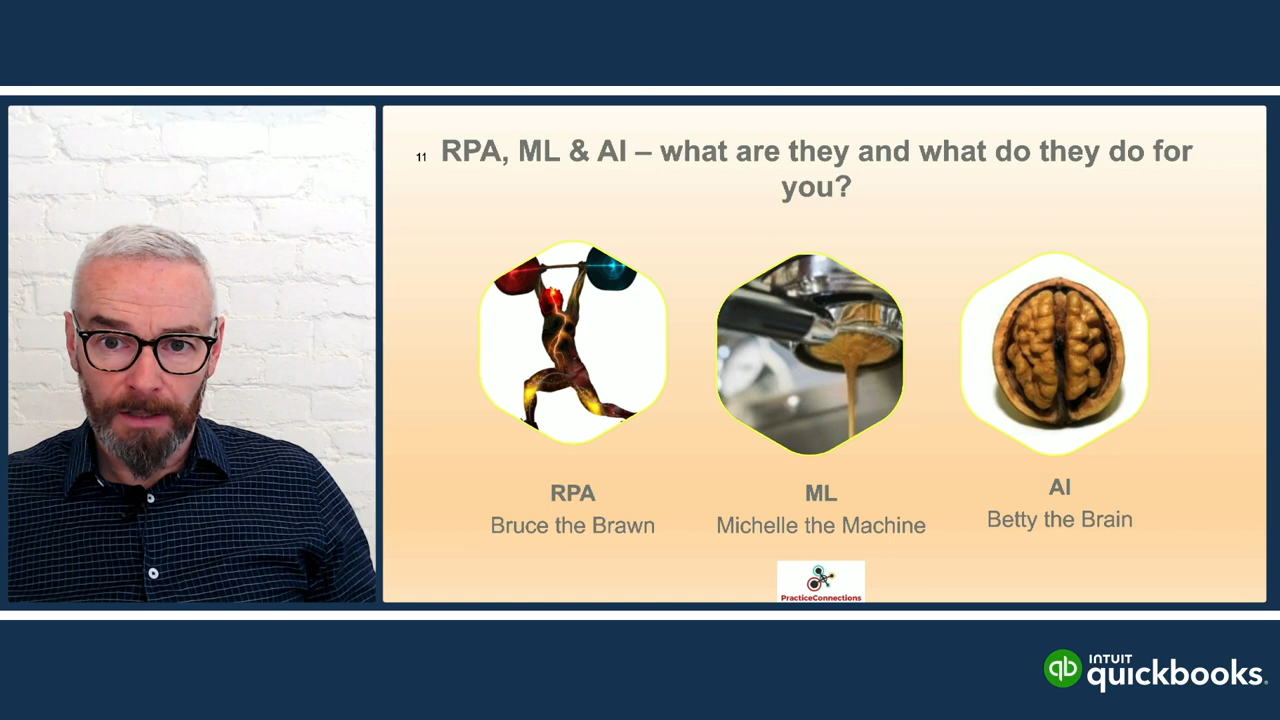 11 RPA, ML & AI – what are they and what do they do for
you?
RPA
Bruce the Brawn
ML
Michelle the Machine
AI
Betty the Brain
PracticeConnections
qb INTUIT
quickbooks.